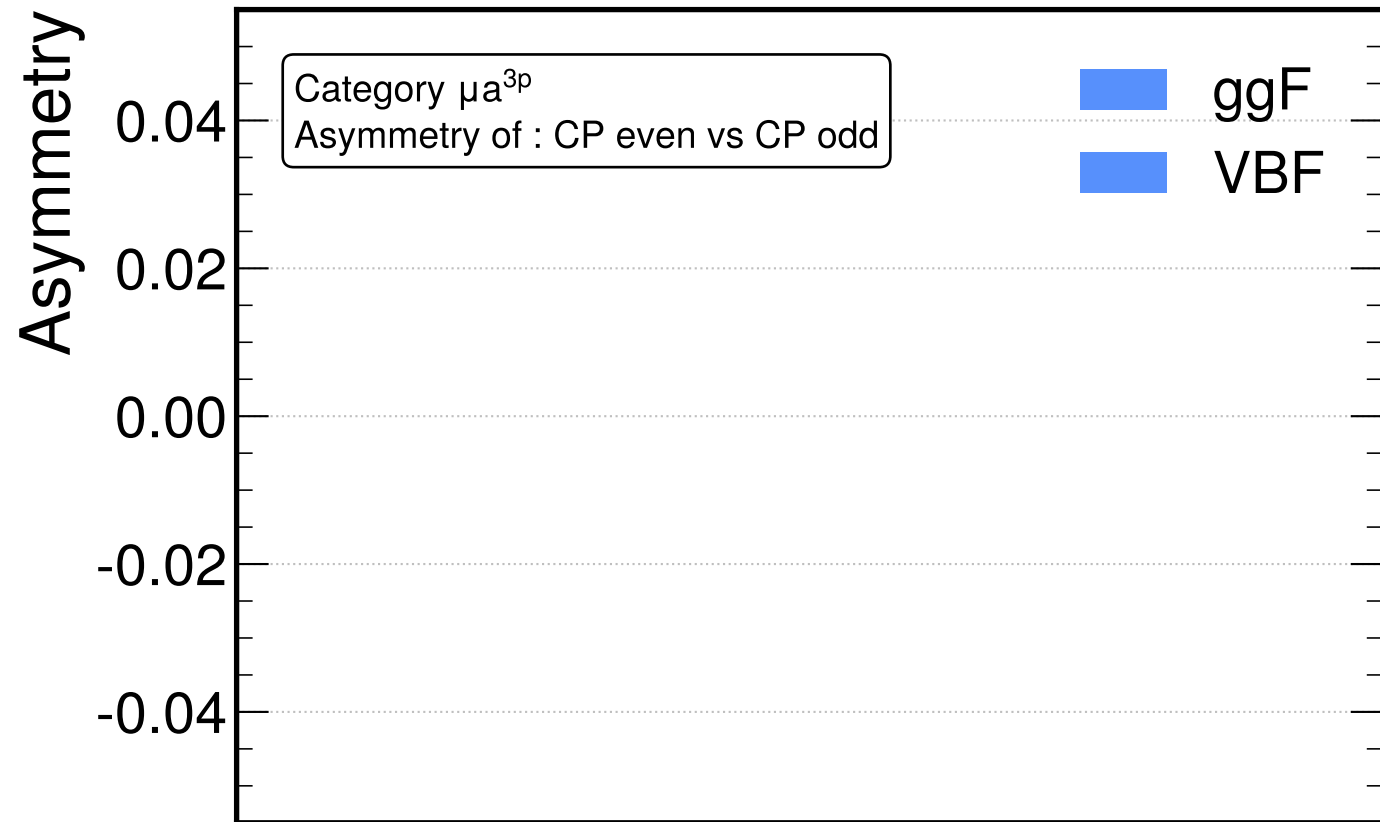 Asymmetry
Category µa³ᵖ
Asymmetry of : CP even vs CP odd
ggF
VBF
0.04
0.02
0.00
-0.02
-0.04